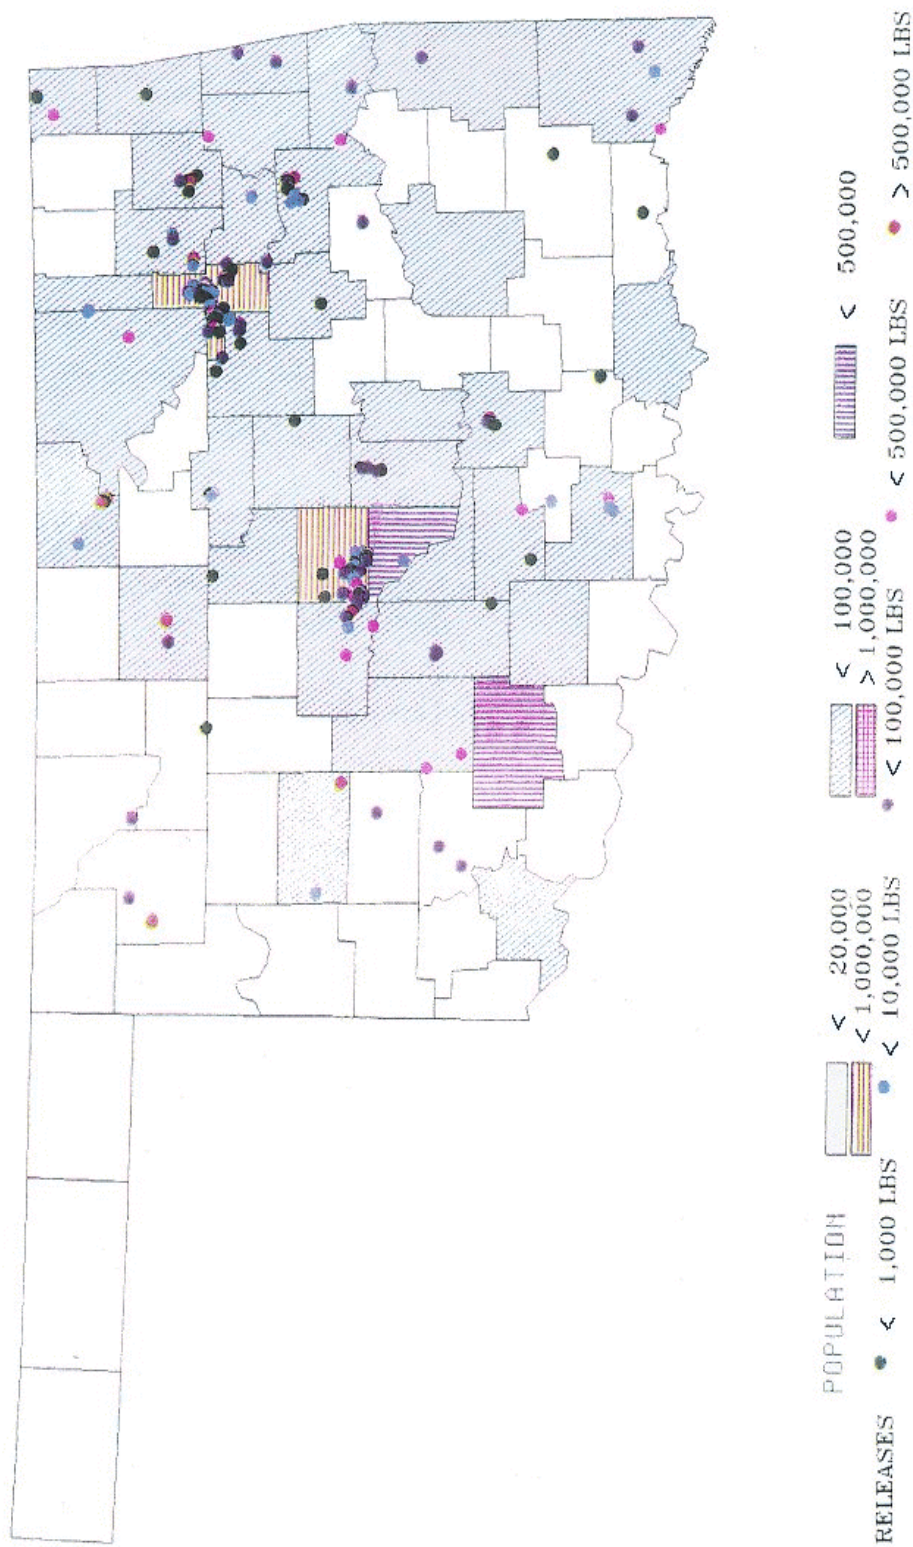 POPULATION < 20,000 < 100,000 < 500,000
< 1,000,000 > 1,000,000
RELEASES < 1,000 LBS < 10,000 LBS < 100,000 LBS < 500,000 LBS > 500,000 LBS